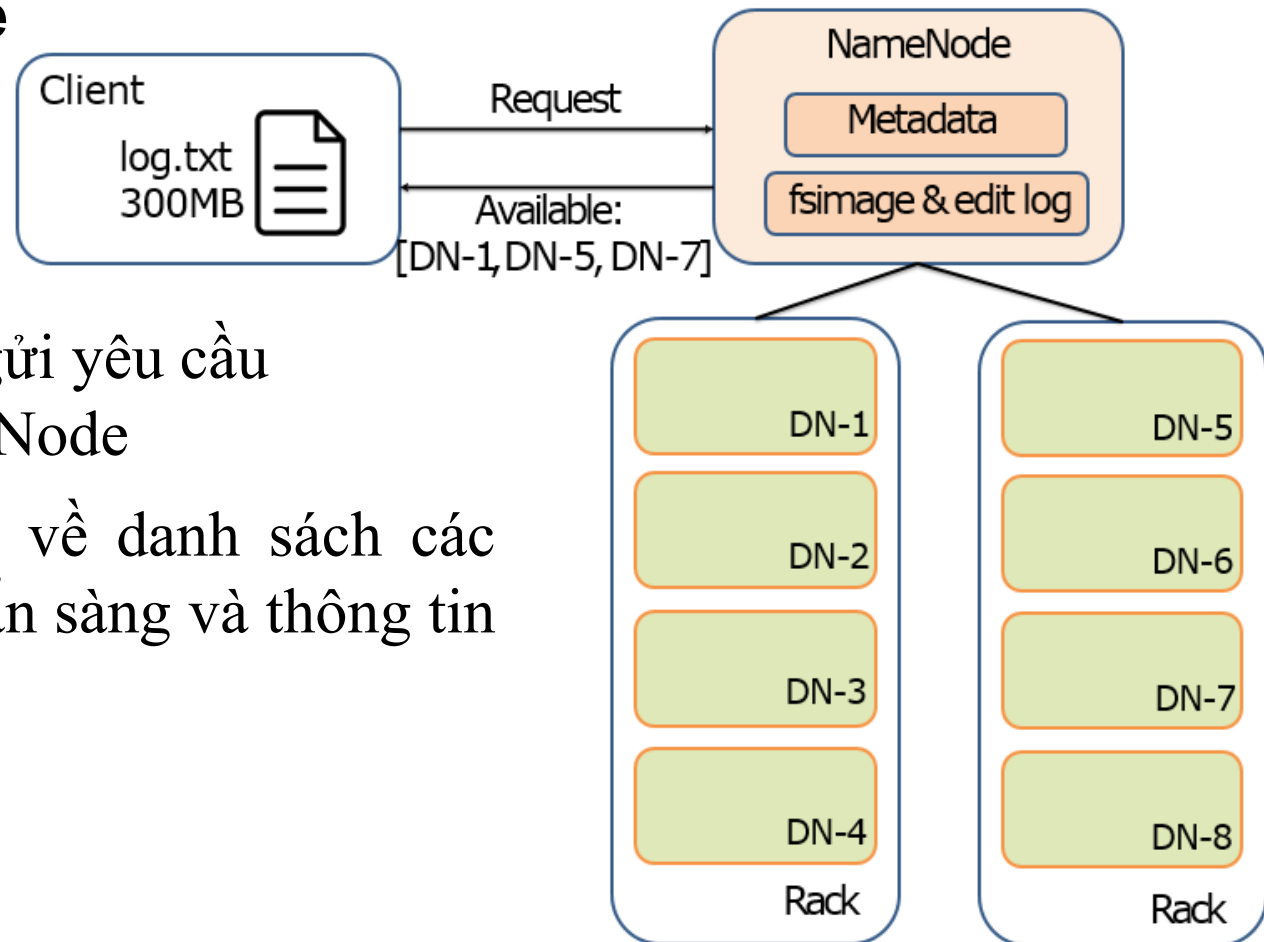 Client
log.txt
300MB
Request
Available:
[DN-1, DN-5, DN-7]
NameNode
Metadata
fsimage & edit log
yêu cầu
Node
về danh sách các
sàng và thông tin
DN-1
DN-2
DN-3
DN-4
Rack
DN-5
DN-6
DN-7
DN-8
Rack